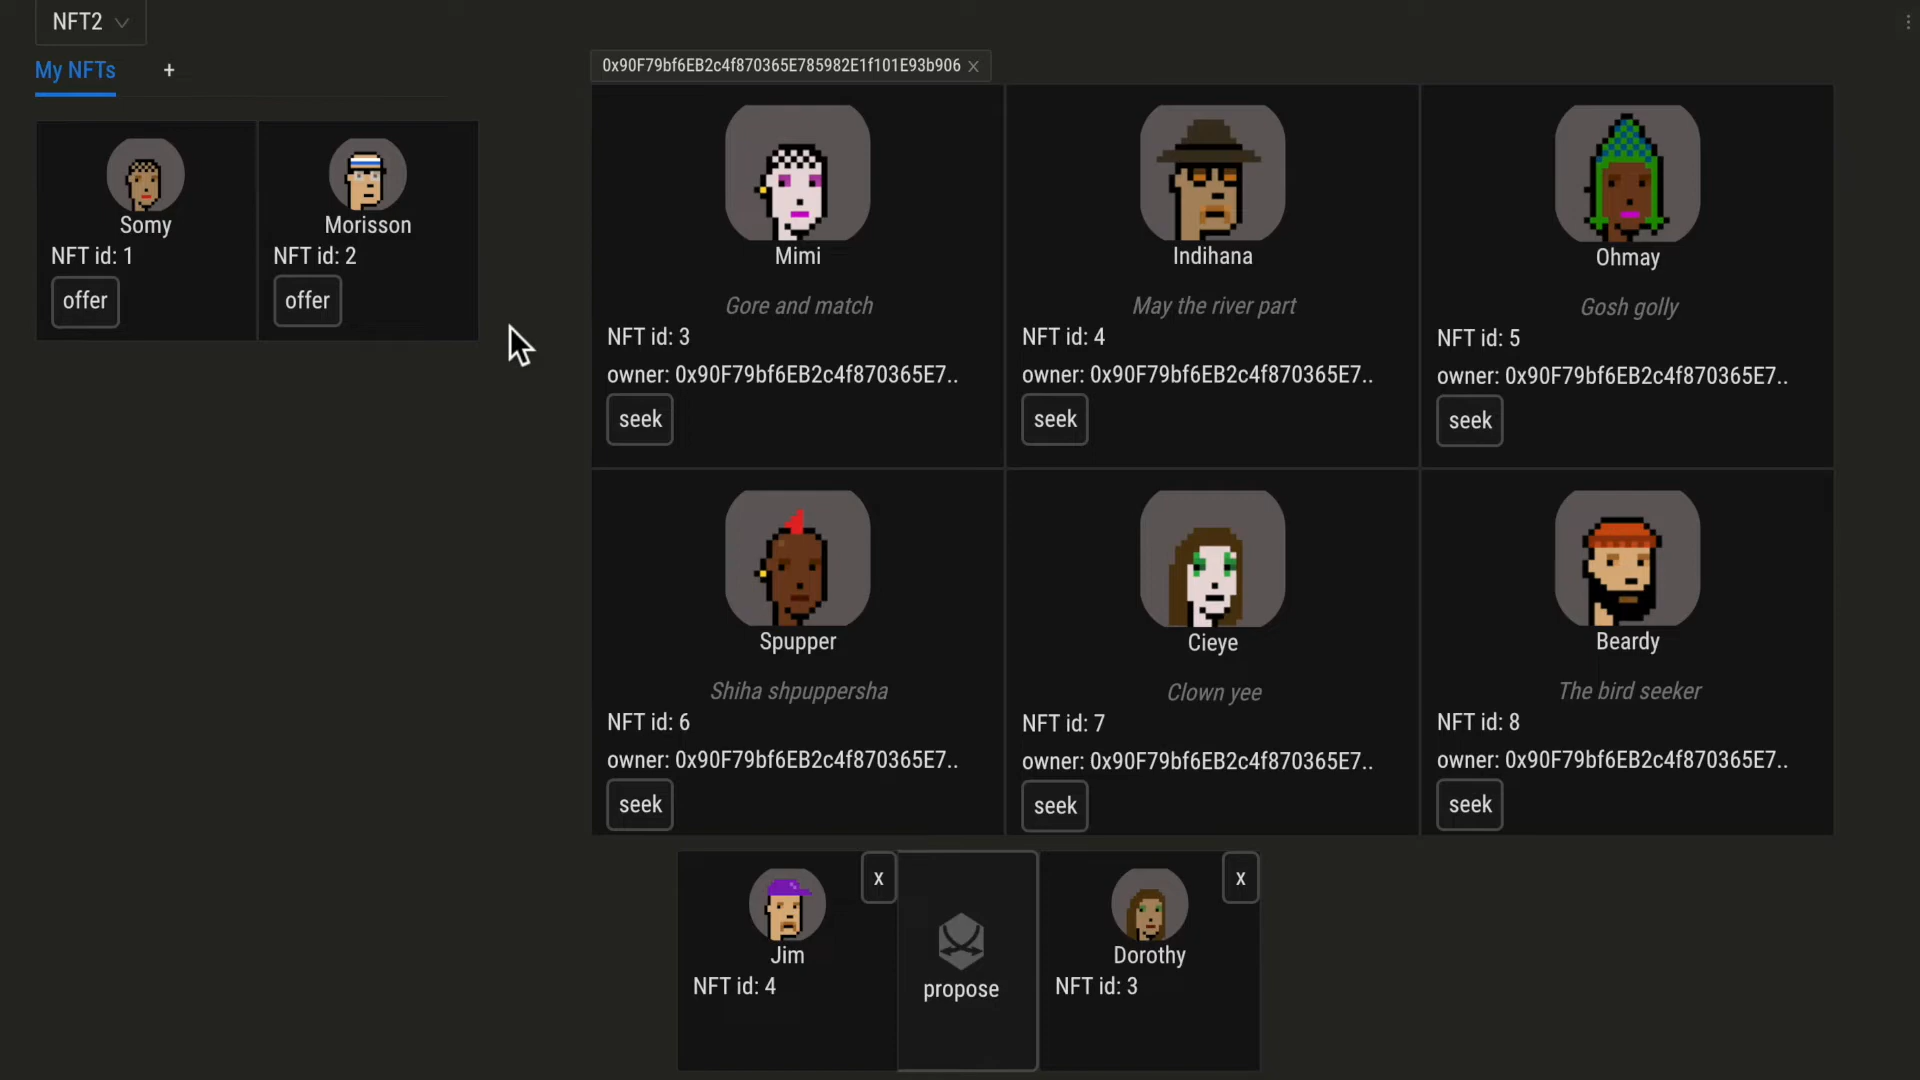 NFT2
My NFTs +
0x90F79bf6EB2c4f870365E785982E1f101E93b906
Somy
NFT id: 1
offer
Morisson
NFT id: 2
offer
Mimi
Gore and match
NFT id: 3
owner: 0x90F79bf6EB2c4f870365E7..
seek
Indihana
May the river part
NFT id: 4
owner: 0x90F79bf6EB2c4f870365E7..
seek
Ohmay
Gosh golly
NFT id: 5
owner: 0x90F79bf6EB2c4f870365E7..
seek
Spupper
Shiha shpuppersha
NFT id: 6
owner: 0x90F79bf6EB2c4f870365E7..
seek
Cieye
Clown yee
NFT id: 7
owner: 0x90F79bf6EB2c4f870365E7..
seek
Beardy
The bird seeker
NFT id: 8
owner: 0x90F79bf6EB2c4f870365E7..
seek
x
Jim
NFT id: 4
propose
x
Dorothy
NFT id: 3